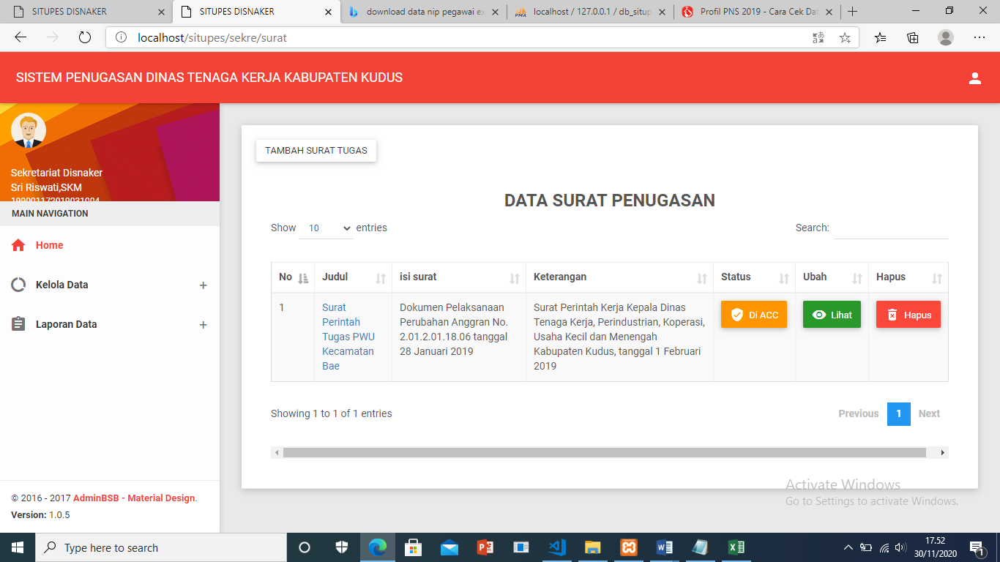 SITUPES DISNAKER
SITUPES DISNAKER
download data nip pegawai ex
localhost / 127.0.0.1 / db_situp
Profil PNS 2019 - Cara Cek Dat
localhost/situpes/sekre/surat
SISTEM PENUGASAN DINAS TENAGA KERJA KABUPATEN KUDUS
Sekretariat Disnaker
Sri Riswati,SKM
199001172019031004
MAIN NAVIGATION
Home
Kelola Data
Laporan Data
© 2016 - 2017 AdminBSB - Material Design.
Version: 1.0.5
TAMBAH SURAT TUGAS
DATA SURAT PENUGASAN
Show 10 entries
Search:
No Judul isi surat Keterangan Status Ubah Hapus
1
Surat
Perintah
Tugas PWU
Kecamatan
Bae
Dokumen Pelaksanaan
Perubahan Anggran No.
2.01.2.01.18.06 tanggal
28 Januari 2019
Surat Perintah Kerja Kepala Dinas
Tenaga Kerja, Perindustrian, Koperasi,
Usaha Kecil dan Menengah
Kabupaten Kudus, tanggal 1 Februari
2019
Di ACC
Lihat
Hapus
Showing 1 to 1 of 1 entries
Previous 1 Next
Activate Windows
Go to Settings to activate Windows.
Type here to search
17.52
30/11/2020
1